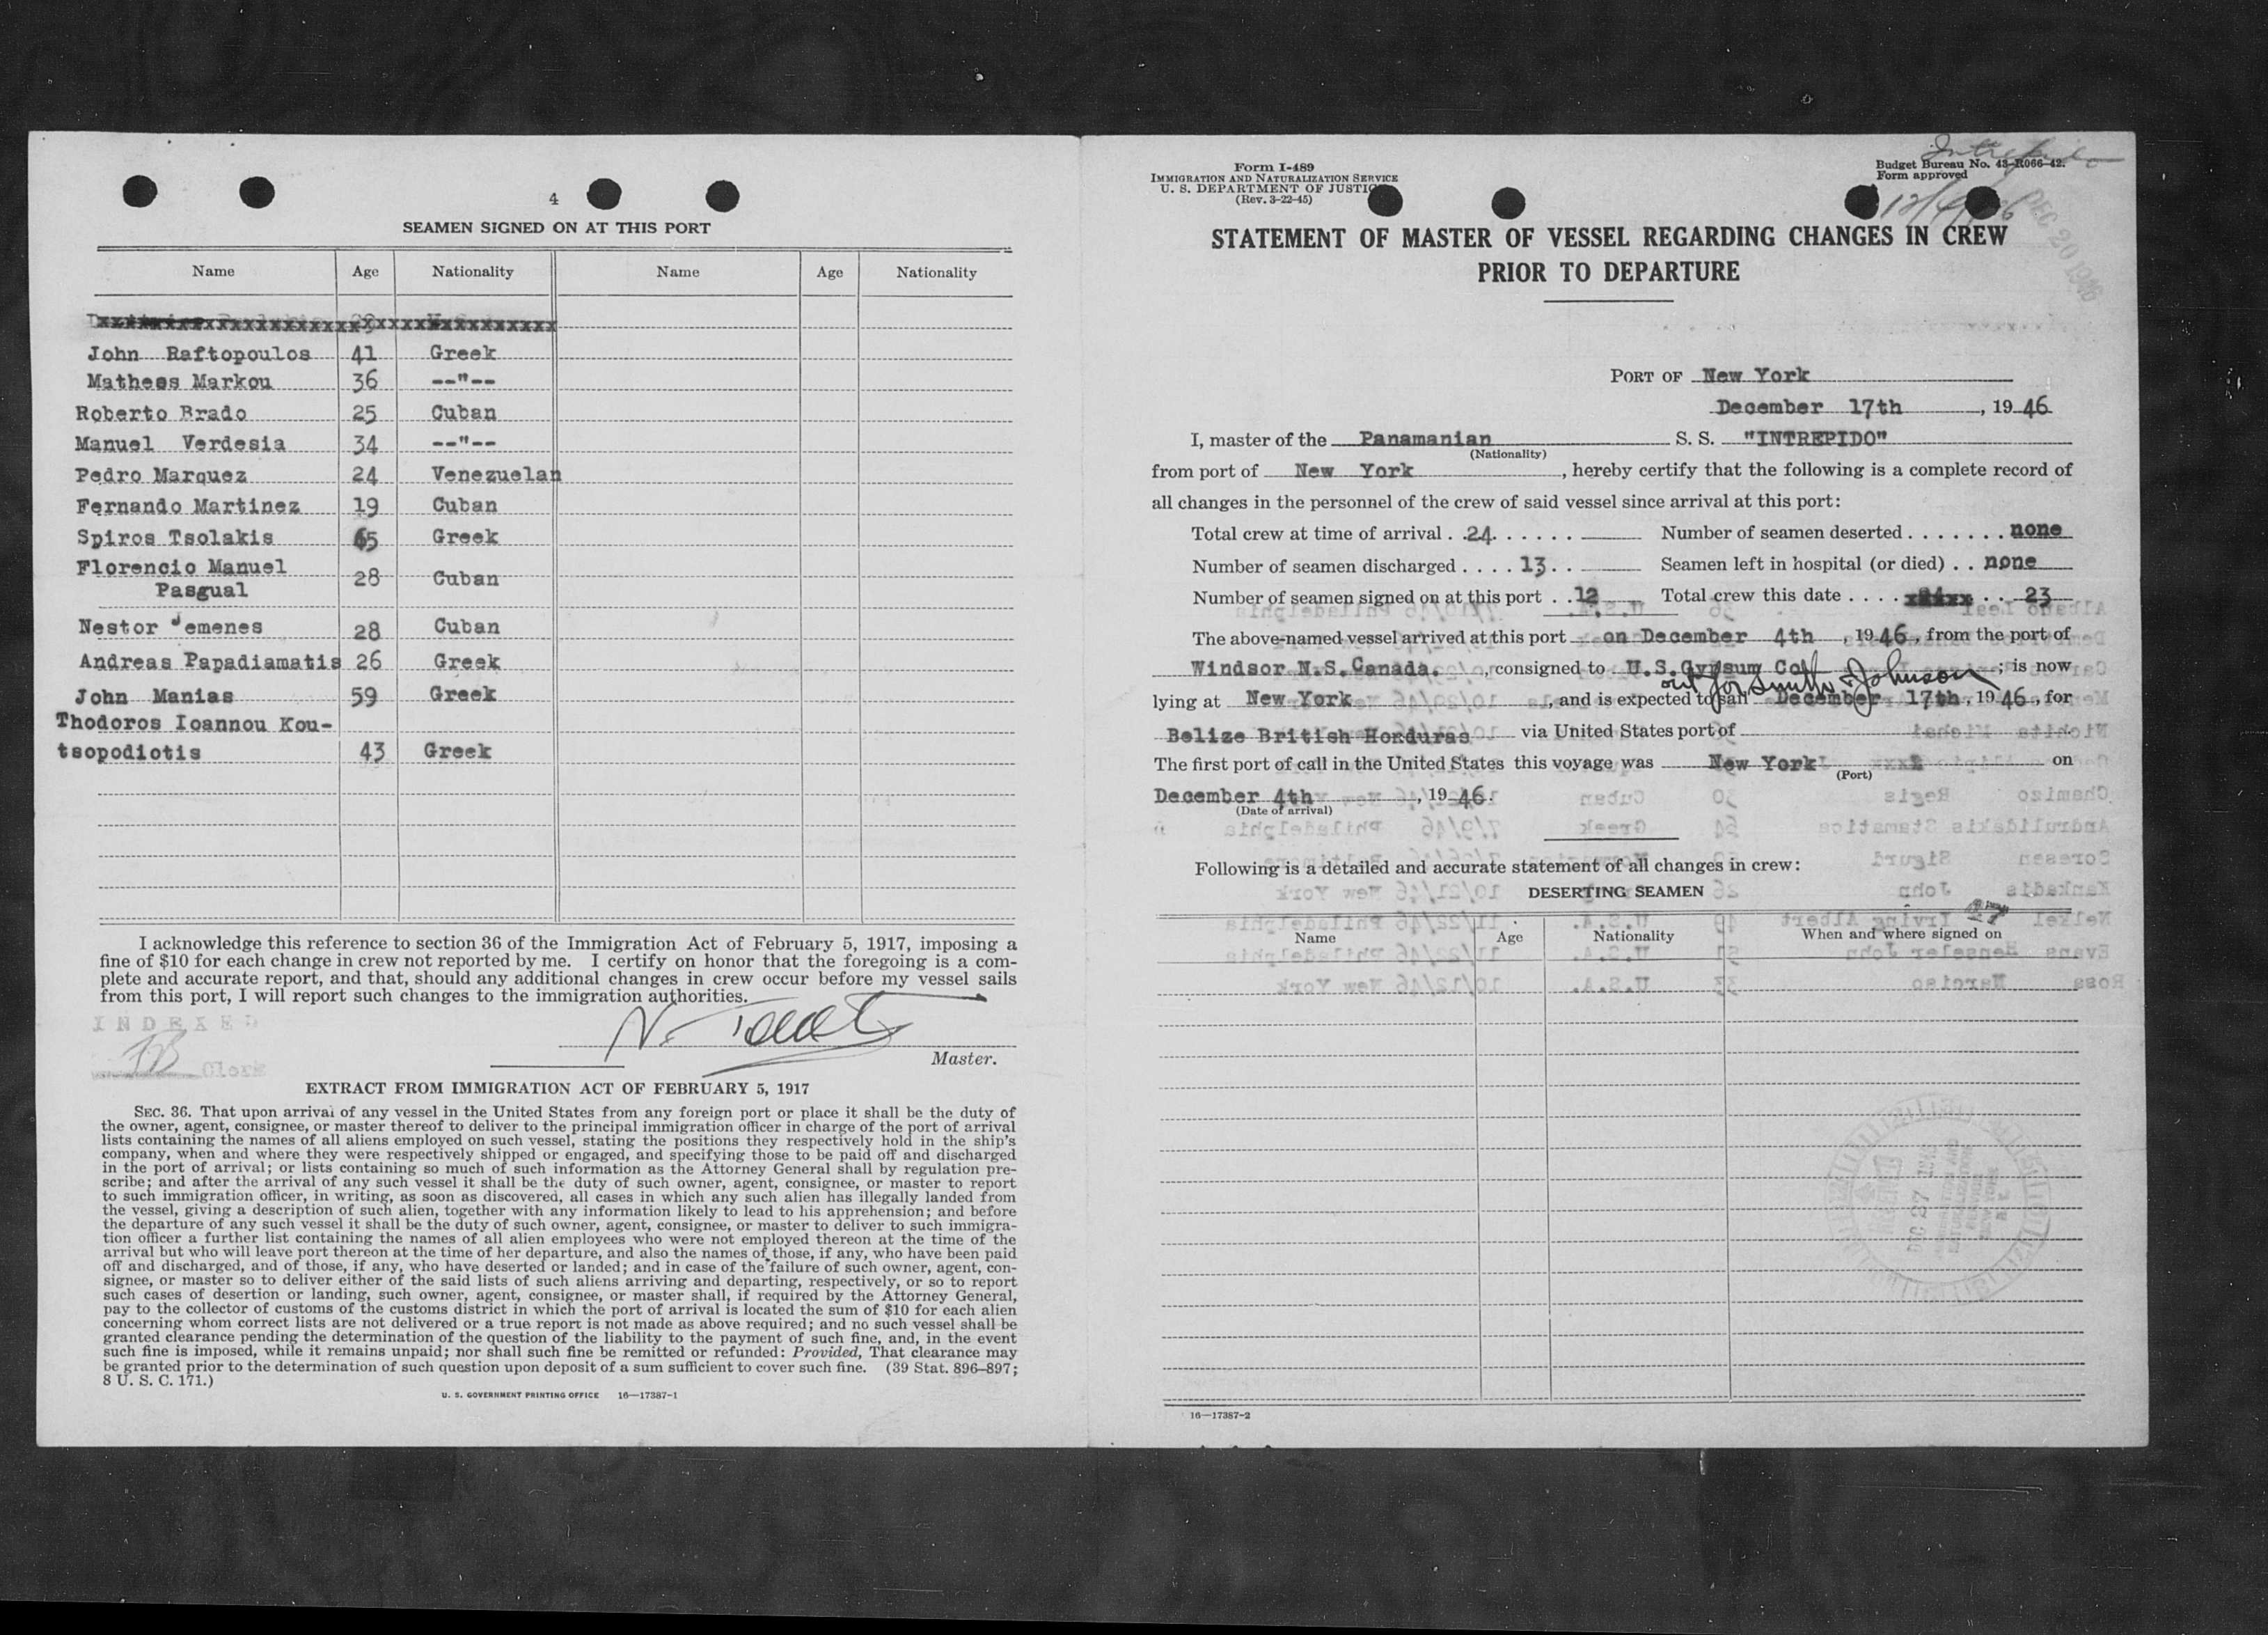 4
SEAMEN SIGNED ON AT THIS PORT
Name Age Nationality Name Age Nationality
John Raftopoulos 41 Greek
Matheos Markou 36 --"--
Roberto Brado 25 Cuban
Manuel Verdesia 34 --"--
Pedro Marquez 24 Venezuelan
Fernando Martinez 19 Cuban
Spiros Tsolakis 65 Greek
Florencio Manuel
Pasgual 28 Cuban
Nestor Jemenes 28 Cuban
Andreas Papadiamatis 26 Greek
John Manias 59 Greek
Thodoros Ioannou Kou-
tsopodiotis 43 Greek
I acknowledge this reference to section 36 of the Immigration Act of February 5, 1917, imposing a
fine of $10 for each change in crew not reported by me. I certify on honor that the foregoing is a com-
plete and accurate report, and that, should any additional changes in crew occur before my vessel sails
from this port, I will report such changes to the immigration authorities.
INDEXED
Clerk
Master.
EXTRACT FROM IMMIGRATION ACT OF FEBRUARY 5, 1917
SEC. 36. That upon arrival of any vessel in the United States from any foreign port or place it shall be the duty of
the owner, agent, consignee, or master thereof to deliver to the principal immigration officer in charge of the port of arrival
lists containing the names of all aliens employed on such vessel, stating the positions they respectively hold in the ship's
company, when and where they were respectively shipped or engaged, and specifying those to be paid off and discharged
in the port of arrival; or lists containing so much of such information as the Attorney General shall by regulation pre-
scribe; and after the arrival of any such vessel it shall be the duty of such owner, agent, consignee, or master to report
to such immigration officer, in writing, as soon as discovered, all cases in which any such alien has illegally landed from
the vessel, giving a description of such alien, together with any information likely to lead to his apprehension; and before
the departure of any such vessel it shall be the duty of such owner, agent, consignee, or master to deliver to such immigra-
tion officer a further list containing the names of all alien employees who were not employed thereon at the time of the
arrival but who will leave port thereon at the time of her departure, and also the names of those, if any, who have been paid
off and discharged, and of those, if any, who have deserted or landed; and in case of the failure of such owner, agent, con-
signee, or master so to deliver either of the said lists of such aliens arriving and departing, respectively, or so to report
such cases of desertion or landing, such owner, agent, consignee, or master shall, if required by the Attorney General,
pay to the collector of customs of the customs district in which the port of arrival is located the sum of $10 for each alien
concerning whom correct lists are not delivered or a true report is not made as above required; and no such vessel shall be
granted clearance pending the determination of the question of the liability to the payment of such fine, and, in the event
such fine is imposed, while it remains unpaid; nor shall such fine be remitted or refunded: Provided, That clearance may
be granted prior to the determination of such question upon deposit of a sum sufficient to cover such fine. (39 Stat. 896–897;
8 U. S. C. 171.)
U. S. GOVERNMENT PRINTING OFFICE 16—17387-1
Form I-489
IMMIGRATION AND NATURALIZATION SERVICE
U. S. DEPARTMENT OF JUSTICE
(Rev. 3-22-45)
Intrepido
Budget Bureau No. 43-R066-42.
Form approved
12/4/46
DEC 20 1946
STATEMENT OF MASTER OF VESSEL REGARDING CHANGES IN CREW
PRIOR TO DEPARTURE
PORT OF New York
December 17th, 1946
I, master of the Panamanian S. S. "INTREPIDO"
(Nationality)
from port of New York, hereby certify that the following is a complete record of
all changes in the personnel of the crew of said vessel since arrival at this port:
Total crew at time of arrival . . 24 . . . . . . Number of seamen deserted . . . . . . . none
Number of seamen discharged . . . . 13 . . Seamen left in hospital (or died) . . none
Number of seamen signed on at this port . . 12 Total crew this date . . . . xxxxx . . 23
The above-named vessel arrived at this port on December 4th, 1946, from the port of
Windsor N.S. Canada., consigned to U.S. Gypsum Co; is now
out for Smith & Johnson
lying at New York, and is expected to sail December 17th, 1946, for
Belize British Honduras via United States port of
The first port of call in the United States this voyage was New York on
(Port)
December 4th, 1946.
(Date of arrival)
Following is a detailed and accurate statement of all changes in crew:
DESERTING SEAMEN
Name Age Nationality When and where signed on
DEC 27
16—17387-2